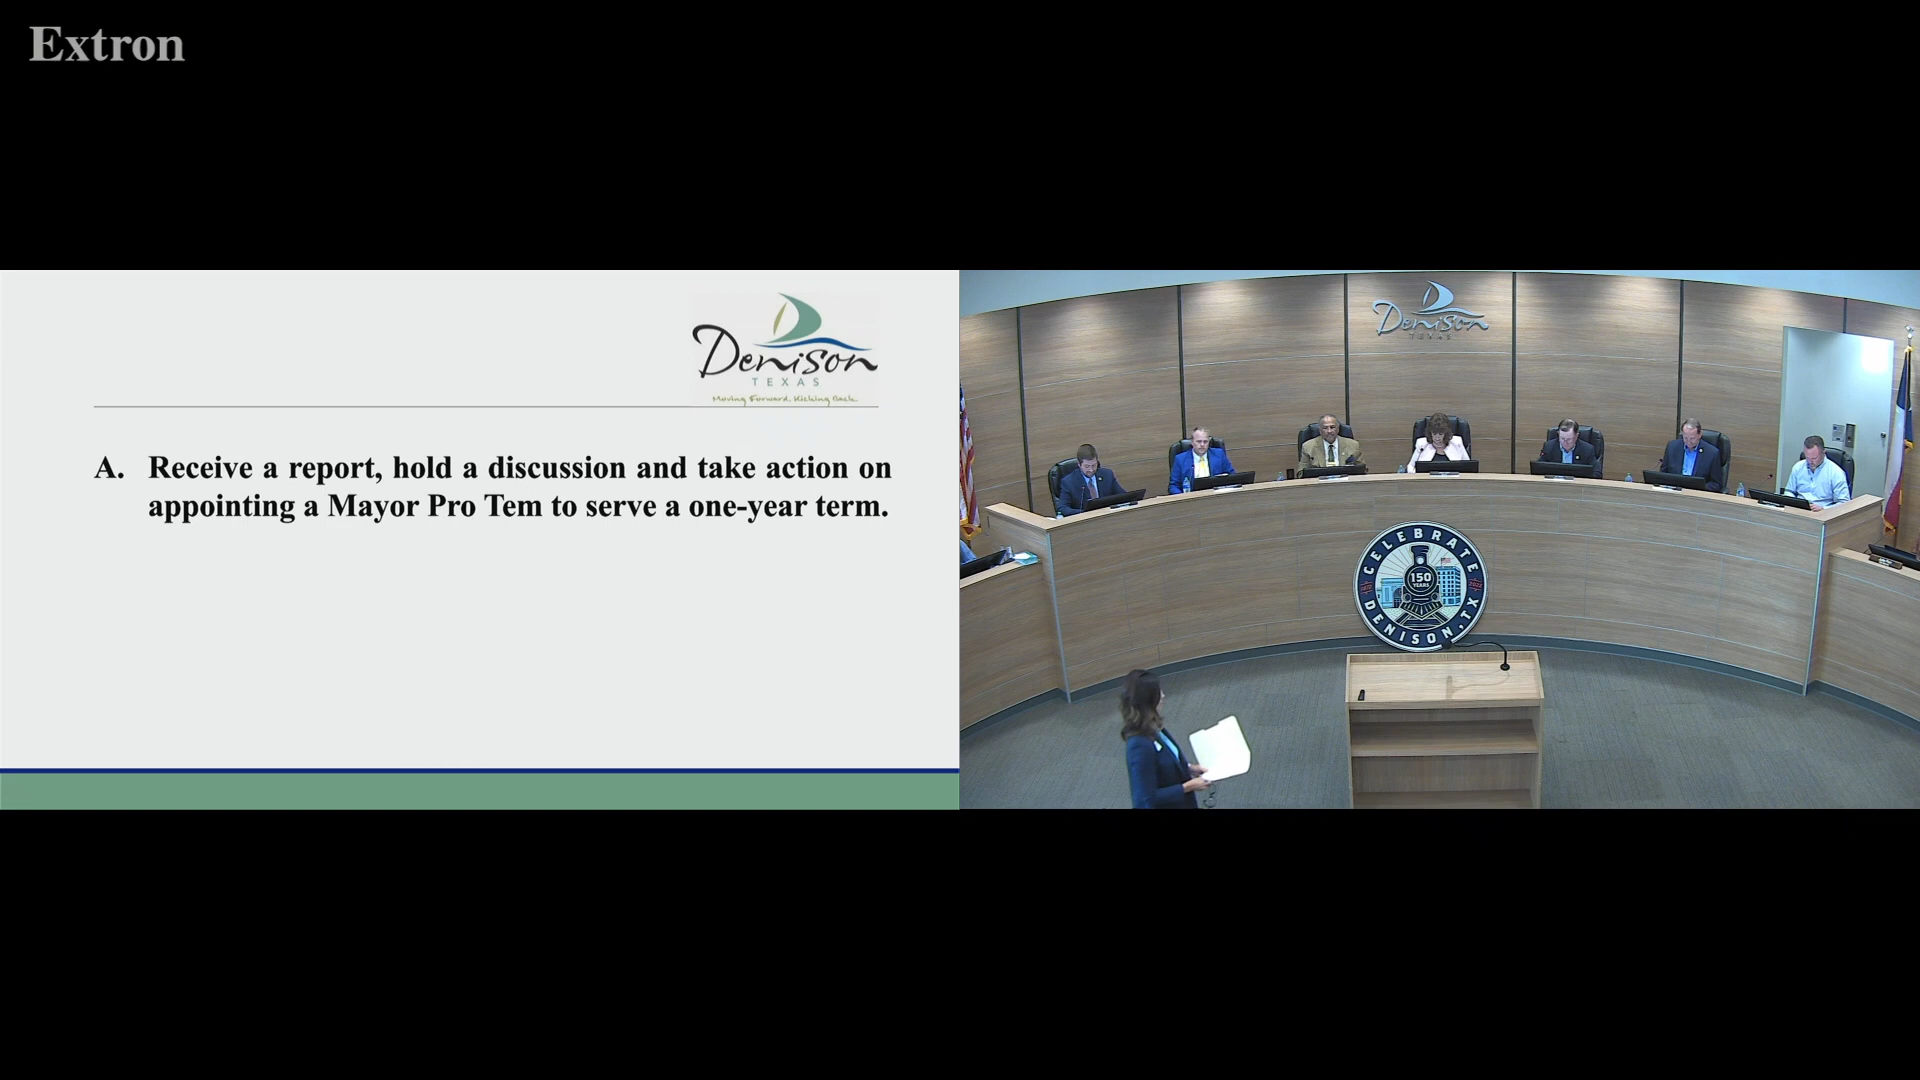 Extron
Denison
TEXAS
Moving Forward. Kicking Back.
A. Receive a report, hold a discussion and take action on
appointing a Mayor Pro Tem to serve a one-year term.
Denison
TEXAS
CELEBRATE
150
YEARS
DENISON, TX